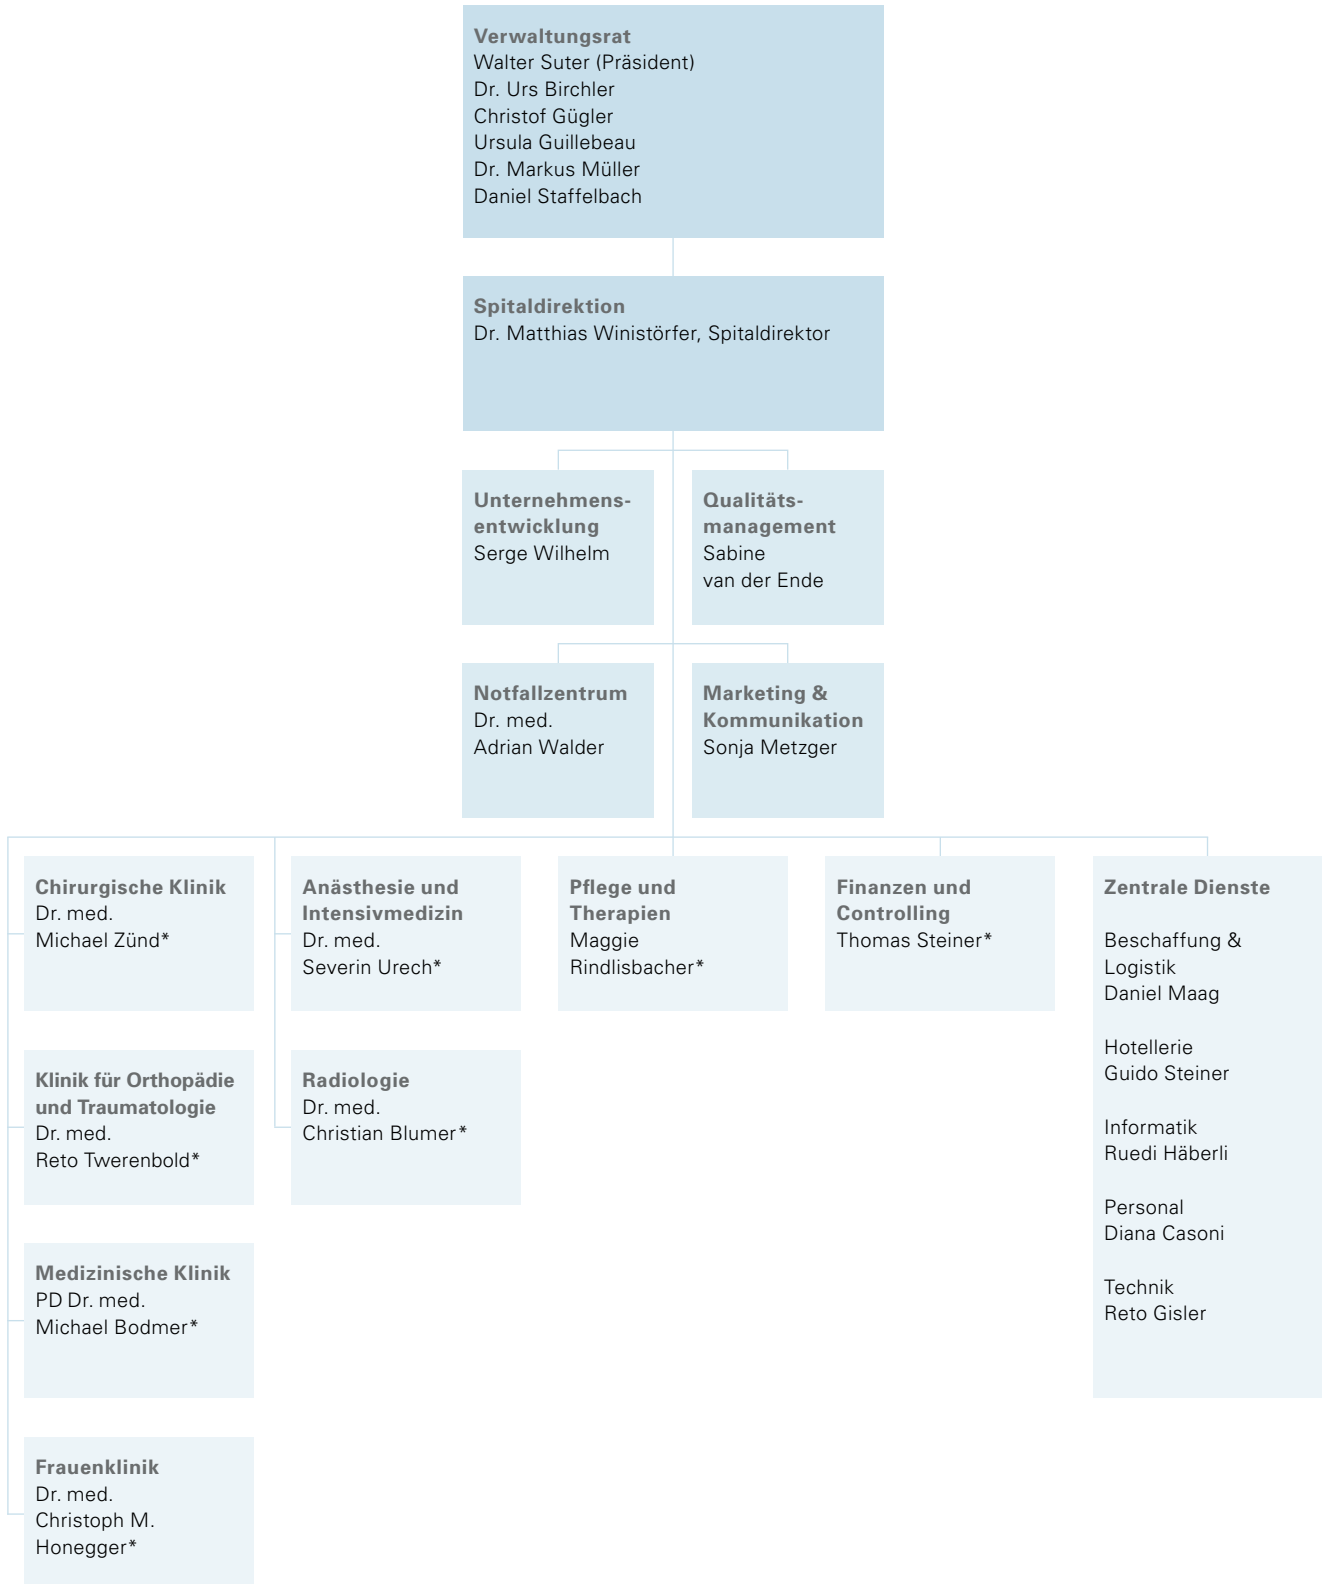 Verwaltungsrat
Walter Suter (Präsident)
Dr. Urs Birchler
Christof Gügler
Ursula Guillebeau
Dr. Markus Müller
Daniel Staffelbach
Spitaldirektion
Dr. Matthias Winistörfer, Spitaldirektor
Unternehmens-
entwicklung
Serge Wilhelm
Qualitäts-
management
Sabine
van der Ende
Notfallzentrum
Dr. med.
Adrian Walder
Marketing &
Kommunikation
Sonja Metzger
Chirurgische Klinik
Dr. med.
Michael Zünd*
Klinik für Orthopädie
und Traumatologie
Dr. med.
Reto Twerenbold*
Medizinische Klinik
PD Dr. med.
Michael Bodmer*
Frauenklinik
Dr. med.
Christoph M.
Honegger*
Anästhesie und
Intensivmedizin
Dr. med.
Severin Urech*
Radiologie
Dr. med.
Christian Blumer*
Pflege und
Therapien
Maggie
Rindlisbacher*
Finanzen und
Controlling
Thomas Steiner*
Zentrale Dienste
Beschaffung &
Logistik
Daniel Maag
Hotellerie
Guido Steiner
Informatik
Ruedi Häberli
Personal
Diana Casoni
Technik
Reto Gisler